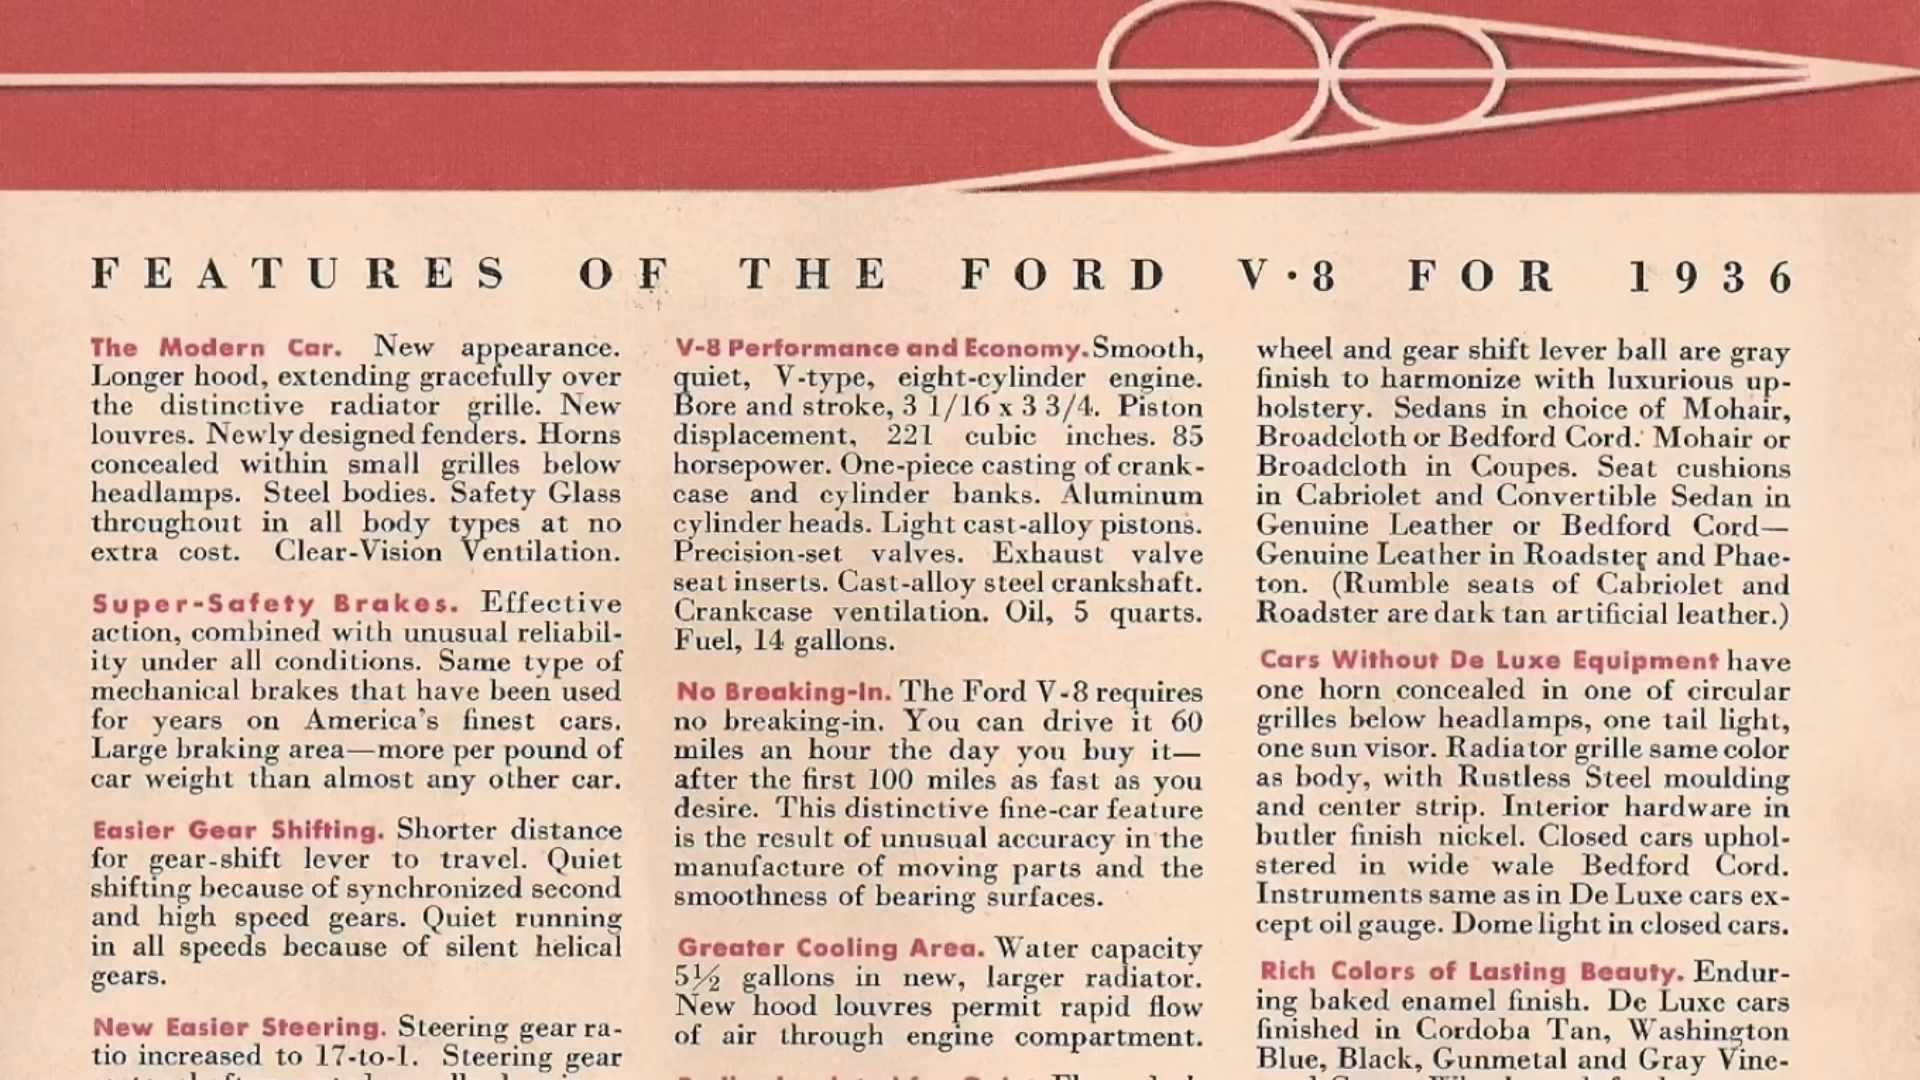 FEATURES OF THE FORD V·8 FOR 1936
The Modern Car. New appearance.
Longer hood, extending gracefully over
the distinctive radiator grille. New
louvres. Newly designed fenders. Horns
concealed within small grilles below
headlamps. Steel bodies. Safety Glass
throughout in all body types at no
extra cost. Clear-Vision Ventilation.
Super-Safety Brakes. Effective
action, combined with unusual reliabil-
ity under all conditions. Same type of
mechanical brakes that have been used
for years on America's finest cars.
Large braking area—more per pound of
car weight than almost any other car.
Easier Gear Shifting. Shorter distance
for gear-shift lever to travel. Quiet
shifting because of synchronized second
and high speed gears. Quiet running
in all speeds because of silent helical
gears.
New Easier Steering. Steering gear ra-
tio increased to 17-to-1. Steering gear
V-8 Performance and Economy. Smooth,
quiet, V-type, eight-cylinder engine.
Bore and stroke, 3 1/16 x 3 3/4. Piston
displacement, 221 cubic inches. 85
horsepower. One-piece casting of crank-
case and cylinder banks. Aluminum
cylinder heads. Light cast-alloy pistons.
Precision-set valves. Exhaust valve
seat inserts. Cast-alloy steel crankshaft.
Crankcase ventilation. Oil, 5 quarts.
Fuel, 14 gallons.
No Breaking-In. The Ford V-8 requires
no breaking-in. You can drive it 60
miles an hour the day you buy it—
after the first 100 miles as fast as you
desire. This distinctive fine-car feature
is the result of unusual accuracy in the
manufacture of moving parts and the
smoothness of bearing surfaces.
Greater Cooling Area. Water capacity
5½ gallons in new, larger radiator.
New hood louvres permit rapid flow
of air through engine compartment.
wheel and gear shift lever ball are gray
finish to harmonize with luxurious up-
holstery. Sedans in choice of Mohair,
Broadcloth or Bedford Cord. Mohair or
Broadcloth in Coupes. Seat cushions
in Cabriolet and Convertible Sedan in
Genuine Leather or Bedford Cord—
Genuine Leather in Roadster and Phae-
ton. (Rumble seats of Cabriolet and
Roadster are dark tan artificial leather.)
Cars Without De Luxe Equipment have
one horn concealed in one of circular
grilles below headlamps, one tail light,
one sun visor. Radiator grille same color
as body, with Rustless Steel moulding
and center strip. Interior hardware in
butler finish nickel. Closed cars uphol-
stered in wide wale Bedford Cord.
Instruments same as in De Luxe cars ex-
cept oil gauge. Dome light in closed cars.
Rich Colors of Lasting Beauty. Endur-
ing baked enamel finish. De Luxe cars
finished in Cordoba Tan, Washington
Blue, Black, Gunmetal and Gray Vine-